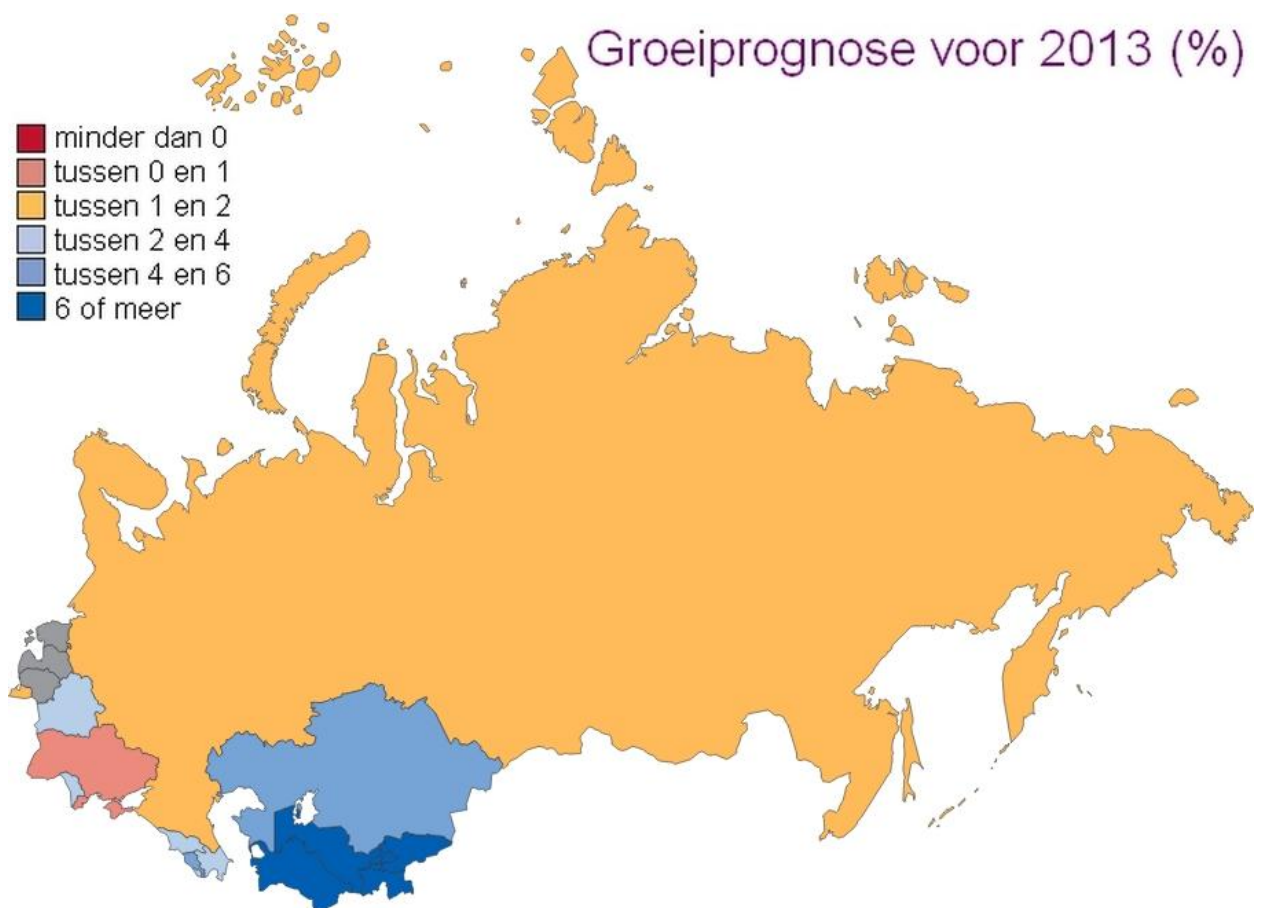 Groeiprognose voor 2013 (%)
minder dan 0
tussen 0 en 1
tussen 1 en 2
tussen 2 en 4
tussen 4 en 6
6 of meer